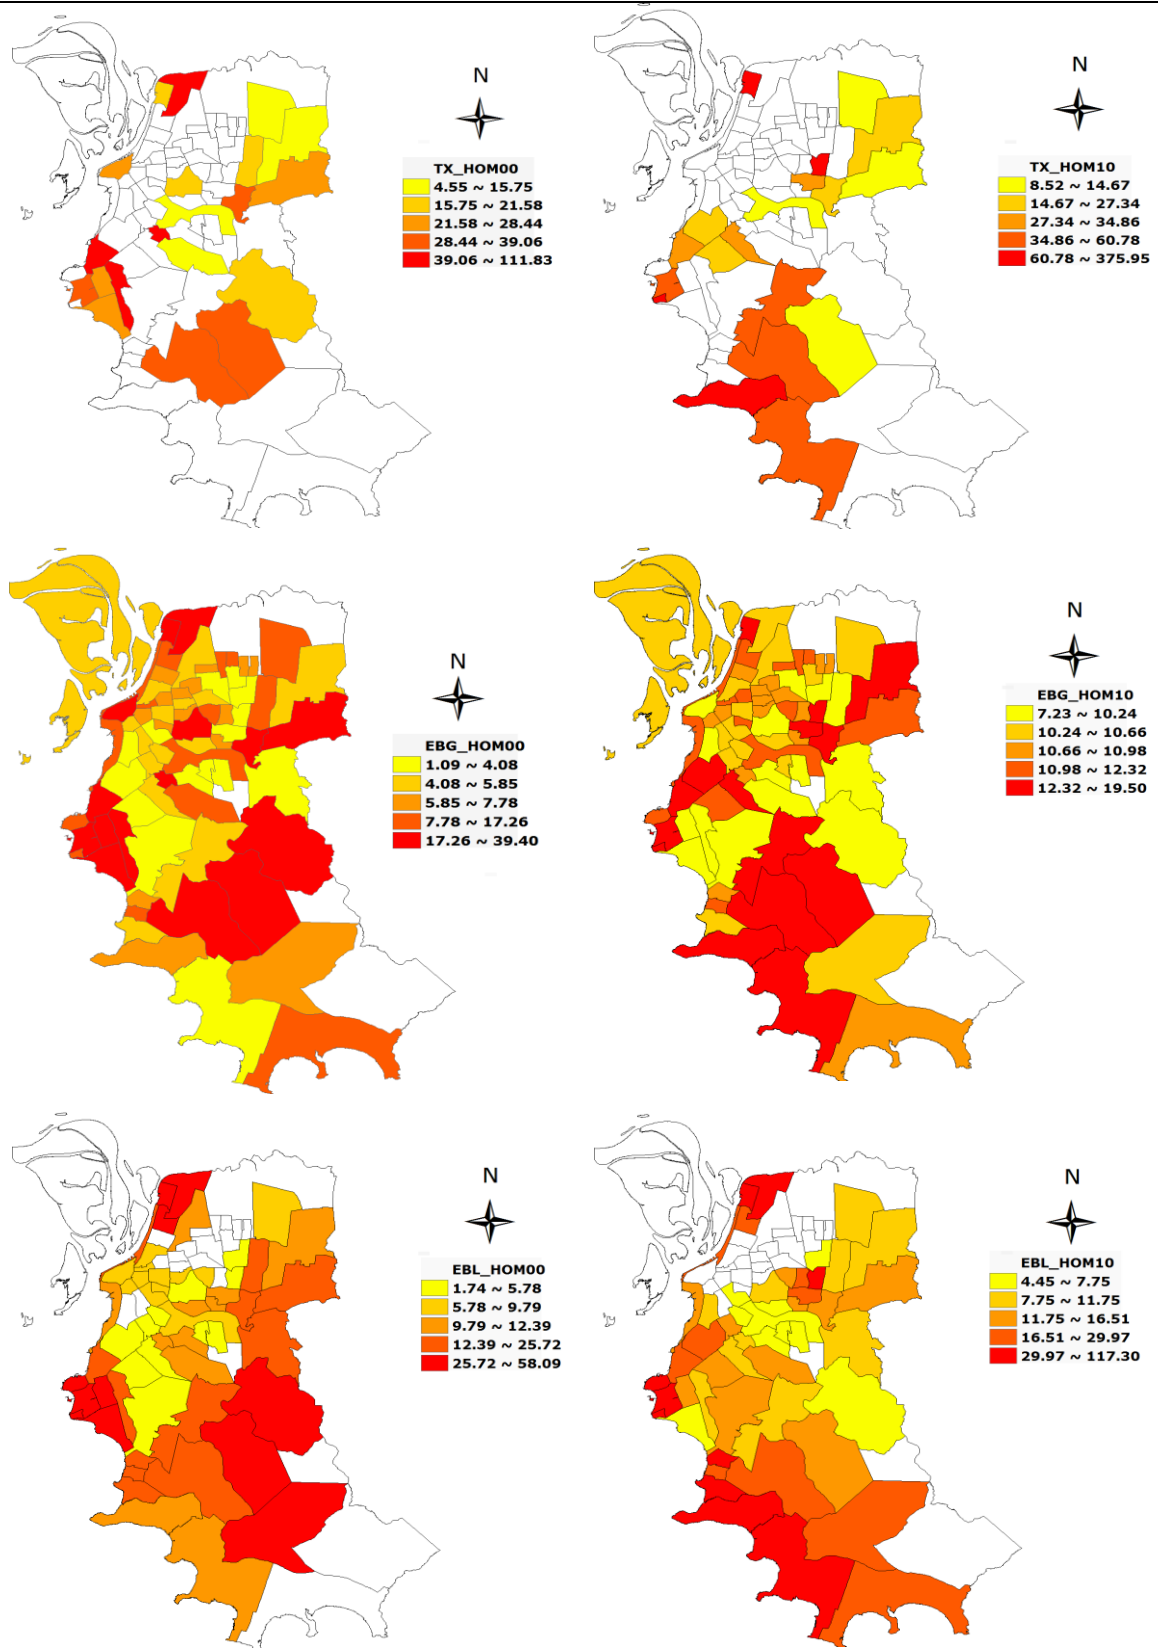 N
TX_HOM00
4.55 ~ 15.75
15.75 ~ 21.58
21.58 ~ 28.44
28.44 ~ 39.06
39.06 ~ 111.83
N
TX_HOM10
8.52 ~ 14.67
14.67 ~ 27.34
27.34 ~ 34.86
34.86 ~ 60.78
60.78 ~ 375.95
N
EBG_HOM00
1.09 ~ 4.08
4.08 ~ 5.85
5.85 ~ 7.78
7.78 ~ 17.26
17.26 ~ 39.40
N
EBG_HOM10
7.23 ~ 10.24
10.24 ~ 10.66
10.66 ~ 10.98
10.98 ~ 12.32
12.32 ~ 19.50
N
EBL_HOM00
1.74 ~ 5.78
5.78 ~ 9.79
9.79 ~ 12.39
12.39 ~ 25.72
25.72 ~ 58.09
N
EBL_HOM10
4.45 ~ 7.75
7.75 ~ 11.75
11.75 ~ 16.51
16.51 ~ 29.97
29.97 ~ 117.30